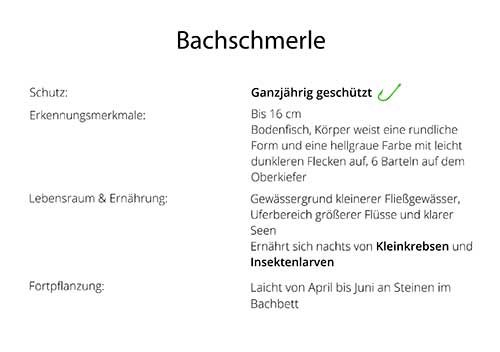 Bachschmerle
Schutz: Ganzjährig geschützt
Erkennungsmerkmale: Bis 16 cm
Bodenfisch, Körper weist eine rundliche
Form und eine hellgraue Farbe mit leicht
dunkleren Flecken auf, 6 Barteln auf dem
Oberkiefer
Lebensraum & Ernährung: Gewässergrund kleinerer Fließgewässer,
Uferbereich größerer Flüsse und klarer
Seen
Ernährt sich nachts von Kleinkrebsen und
Insektenlarven
Fortpflanzung: Laicht von April bis Juni an Steinen im
Bachbett